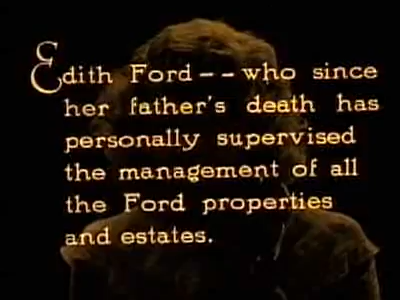 Edith Ford -- who since
her father's death has
personally supervised
the management of all
the Ford properties
and estates.